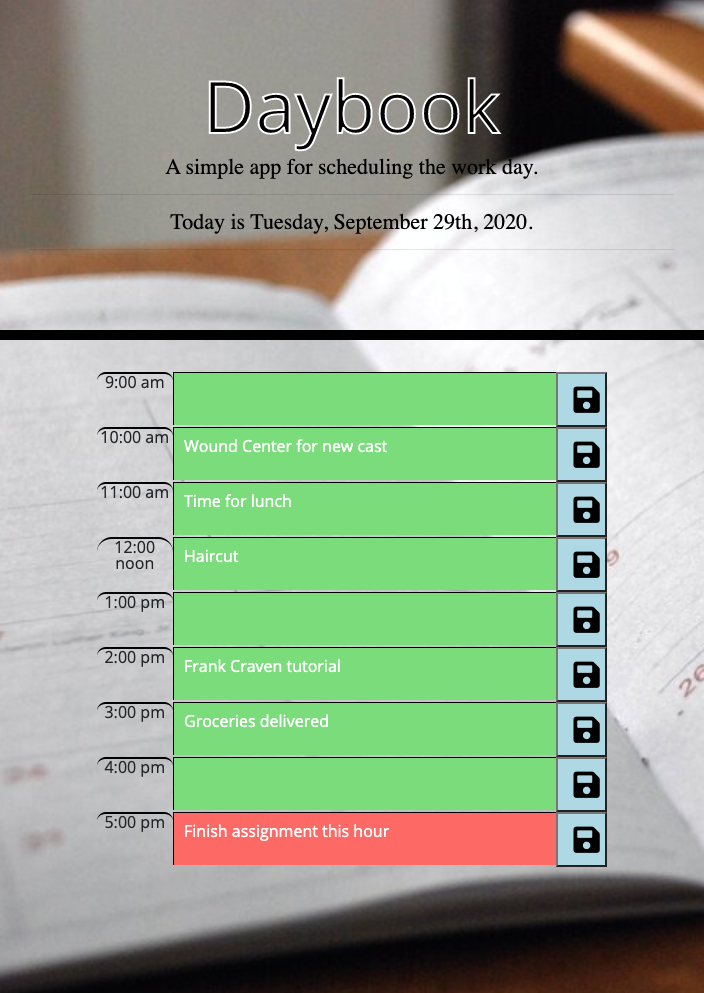 Daybook
A simple app for scheduling the work day.
Today is Tuesday, September 29th, 2020.
9:00 am
10:00 am Wound Center for new cast
11:00 am Time for lunch
12:00
noon Haircut
1:00 pm
2:00 pm Frank Craven tutorial
3:00 pm Groceries delivered
4:00 pm
5:00 pm Finish assignment this hour